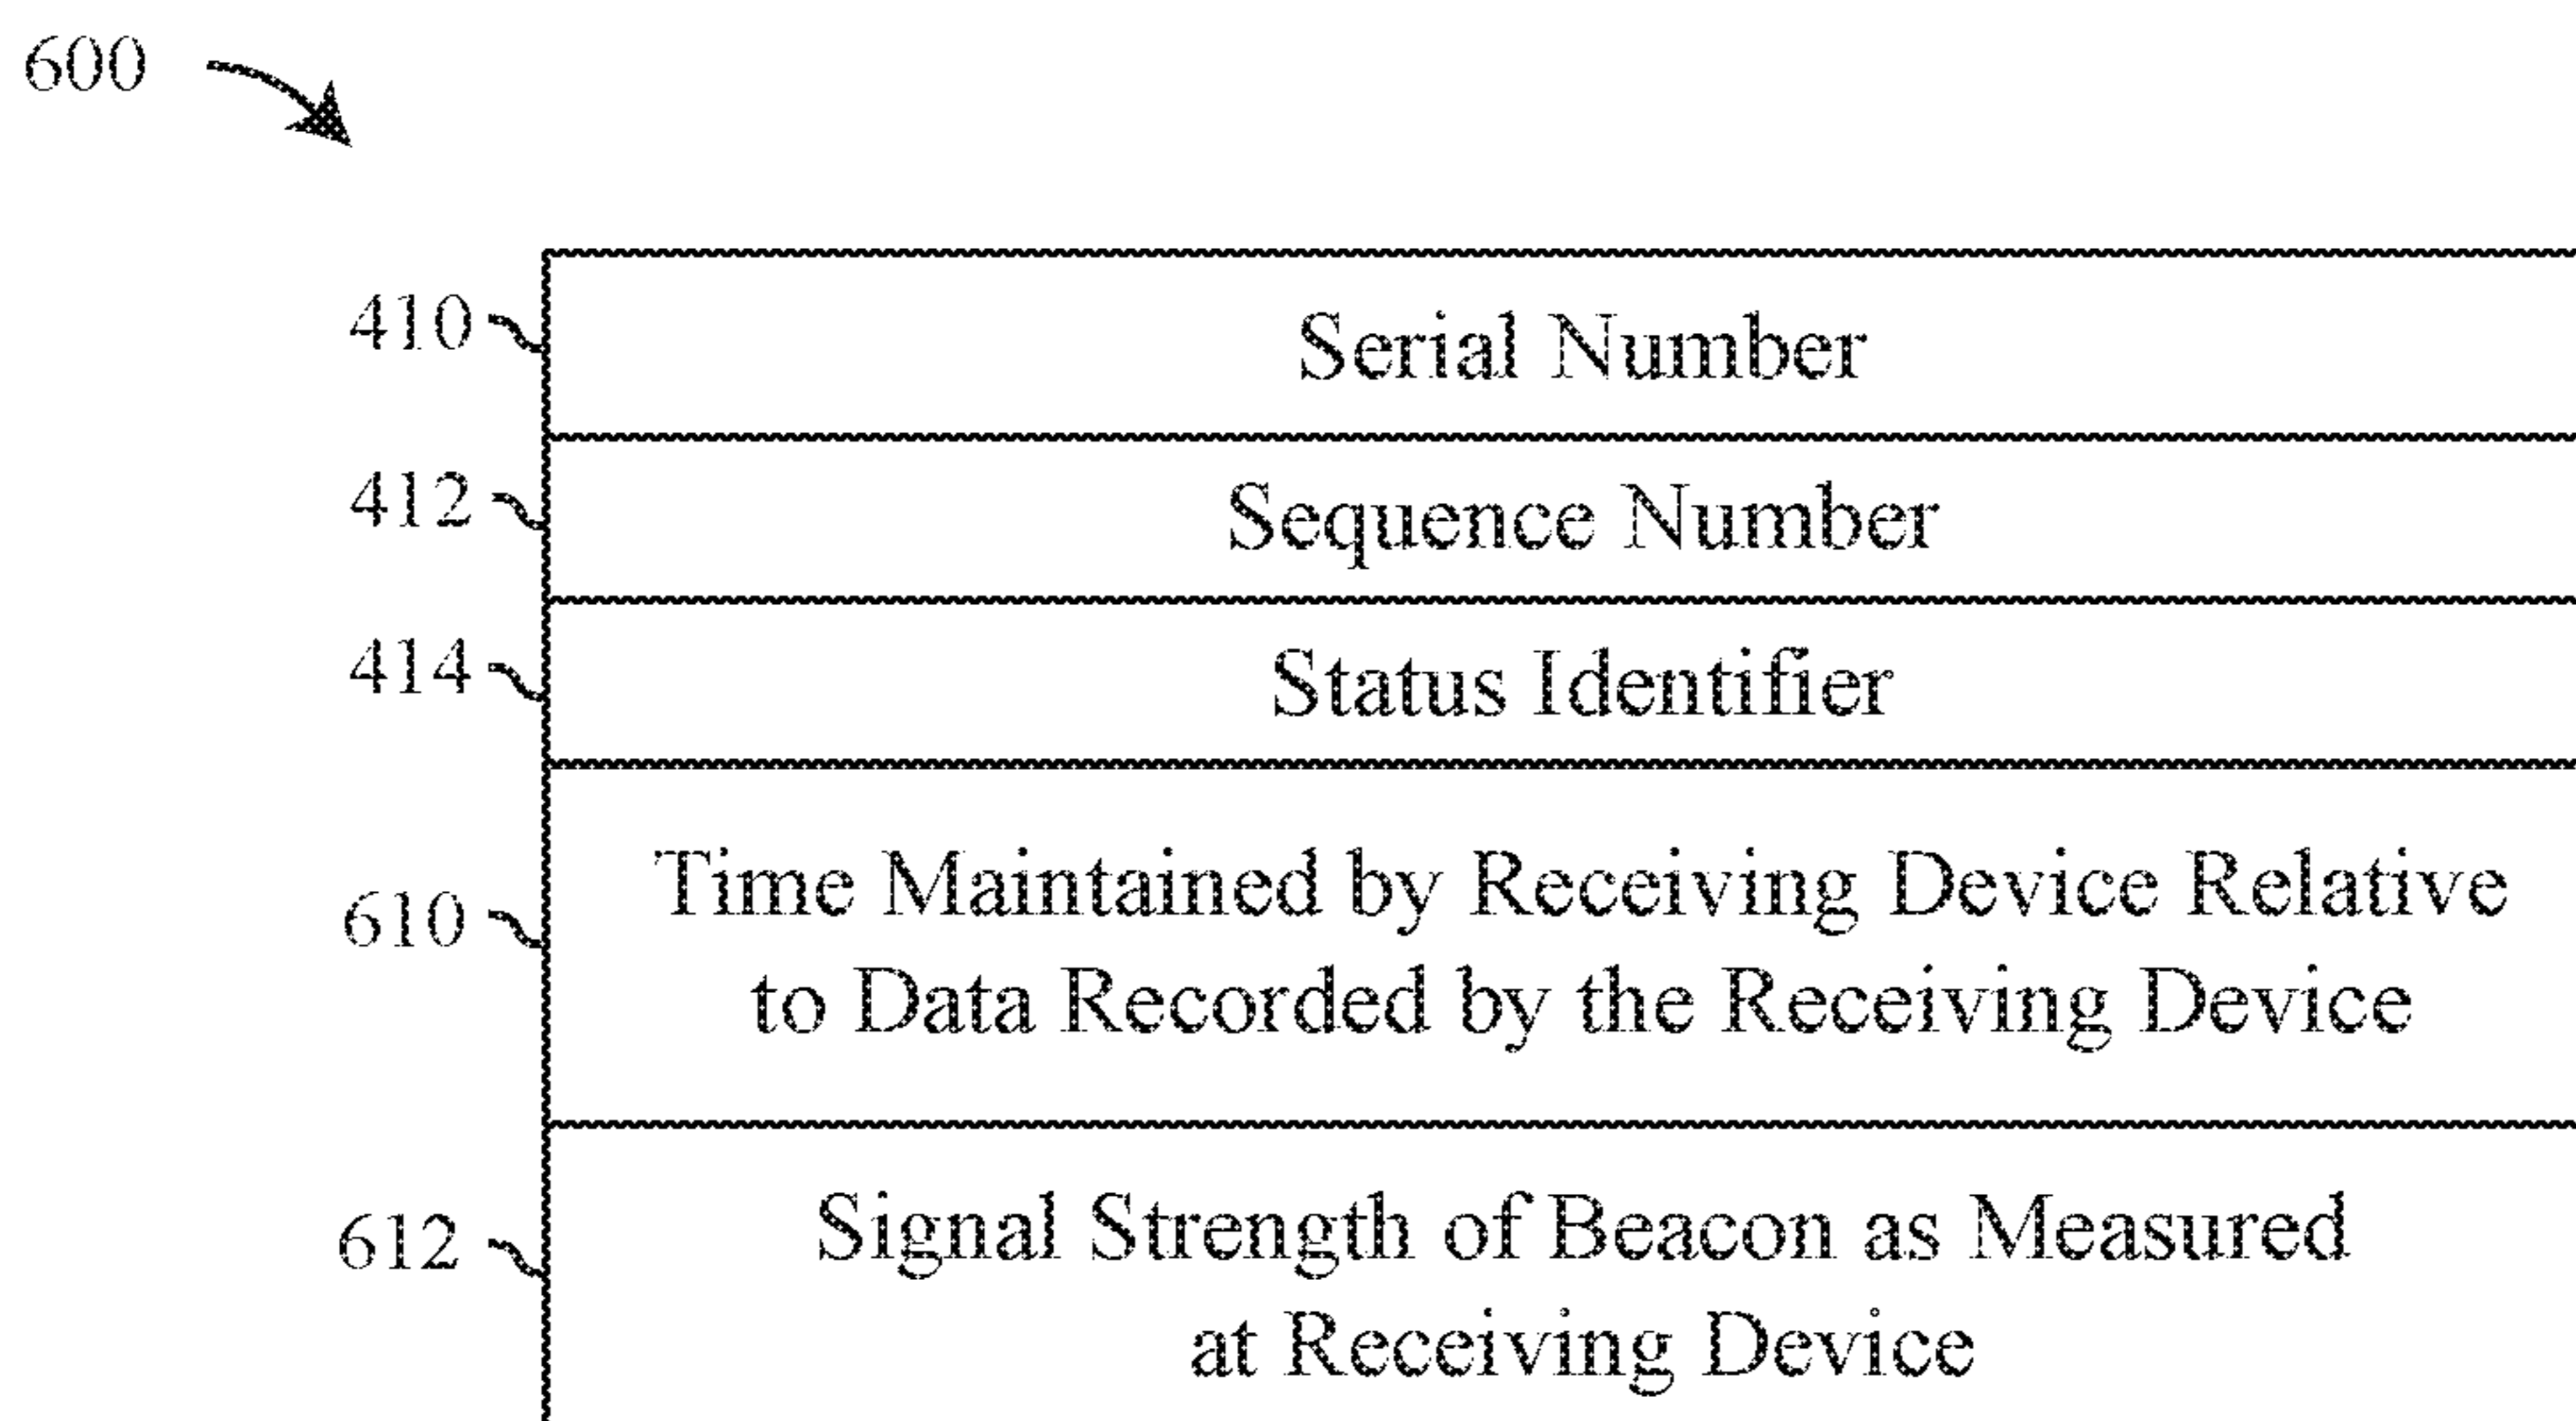 600
410 Serial Number
412 Sequence Number
414 Status Identifier
Time Maintained by Receiving Device Relative
610
to Data Recorded by the Receiving Device
Signal Strength of Beacon as Measured
612
at Receiving Device